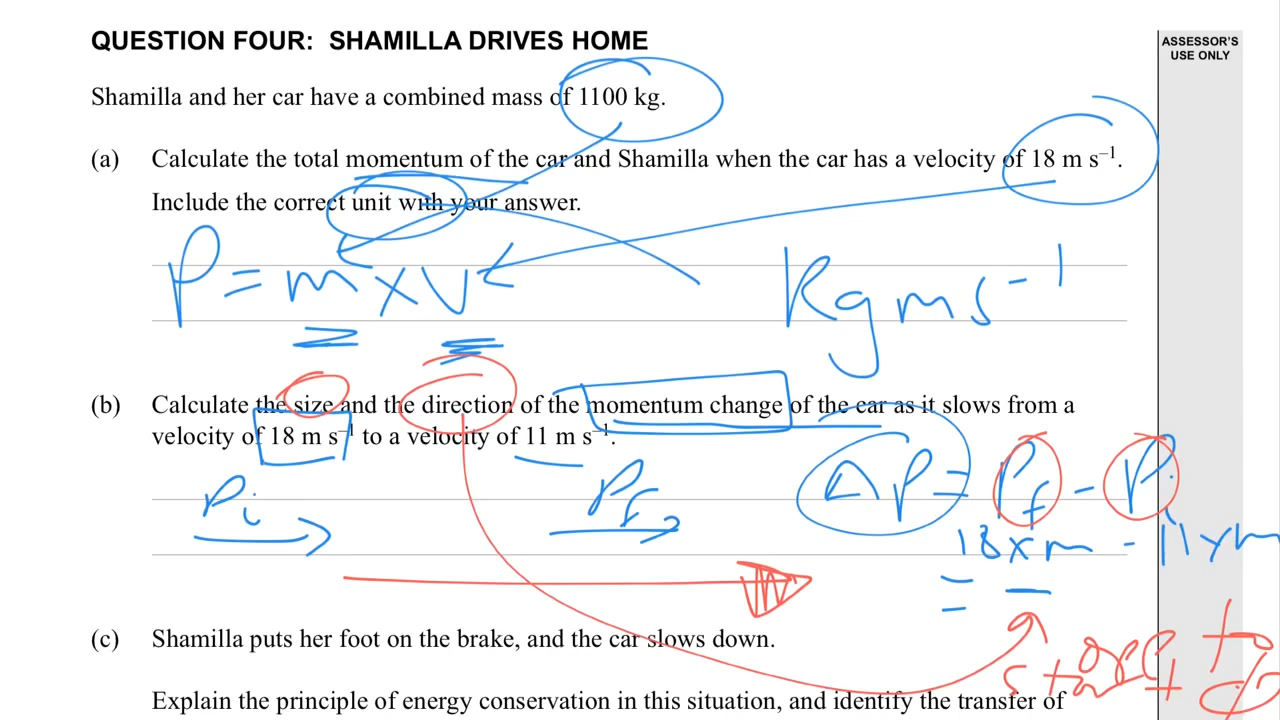 QUESTION FOUR: SHAMILLA DRIVES HOME
ASSESSOR'S
USE ONLY
Shamilla and her car have a combined mass of 1100 kg.
(a) Calculate the total momentum of the car and Shamilla when the car has a velocity of 18 m s⁻¹.
Include the correct unit with your answer.
P = m x v Kgms⁻¹
(b) Calculate the size and the direction of the momentum change of the car as it slows from a
velocity of 18 m s⁻¹ to a velocity of 11 m s⁻¹.
Pi Pf ΔP = Pf - Pi
18 x m - 11 x m
= -
(c) Shamilla puts her foot on the brake, and the car slows down.
Explain the principle of energy conservation in this situation, and identify the transfer of